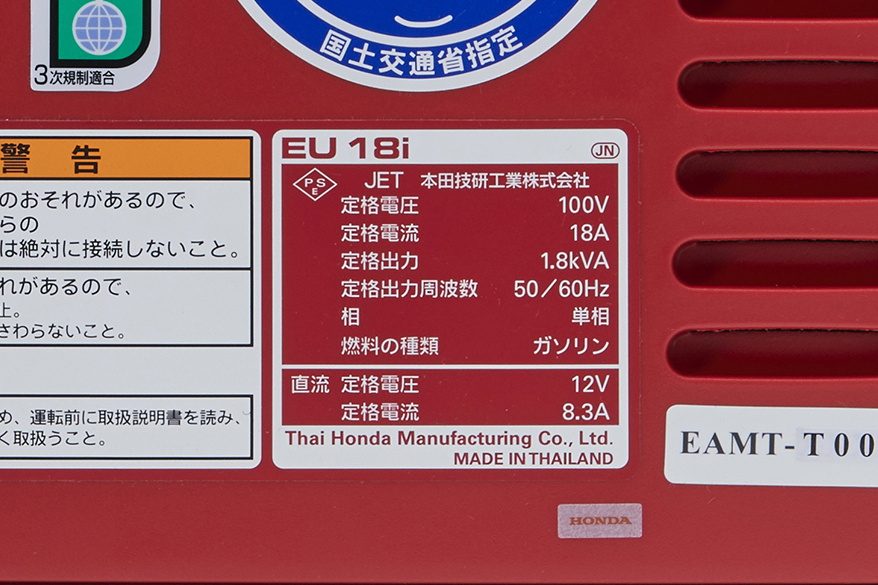 3次規制適合
国土交通省指定
警 告
のおそれがあるので、
らの
は絶対に接続しないこと。
れがあるので、
上。
さわらないこと。
め、運転前に取扱説明書を読み、
く取扱うこと。
EU 18i JN
PSE JET 本田技研工業株式会社
定格電圧 100V
定格電流 18A
定格出力 1.8kVA
定格出力周波数 50/60Hz
相 単相
燃料の種類 ガソリン
直流 定格電圧 12V
定格電流 8.3A
Thai Honda Manufacturing Co., Ltd.
MADE IN THAILAND
EAMT-T00
HONDA